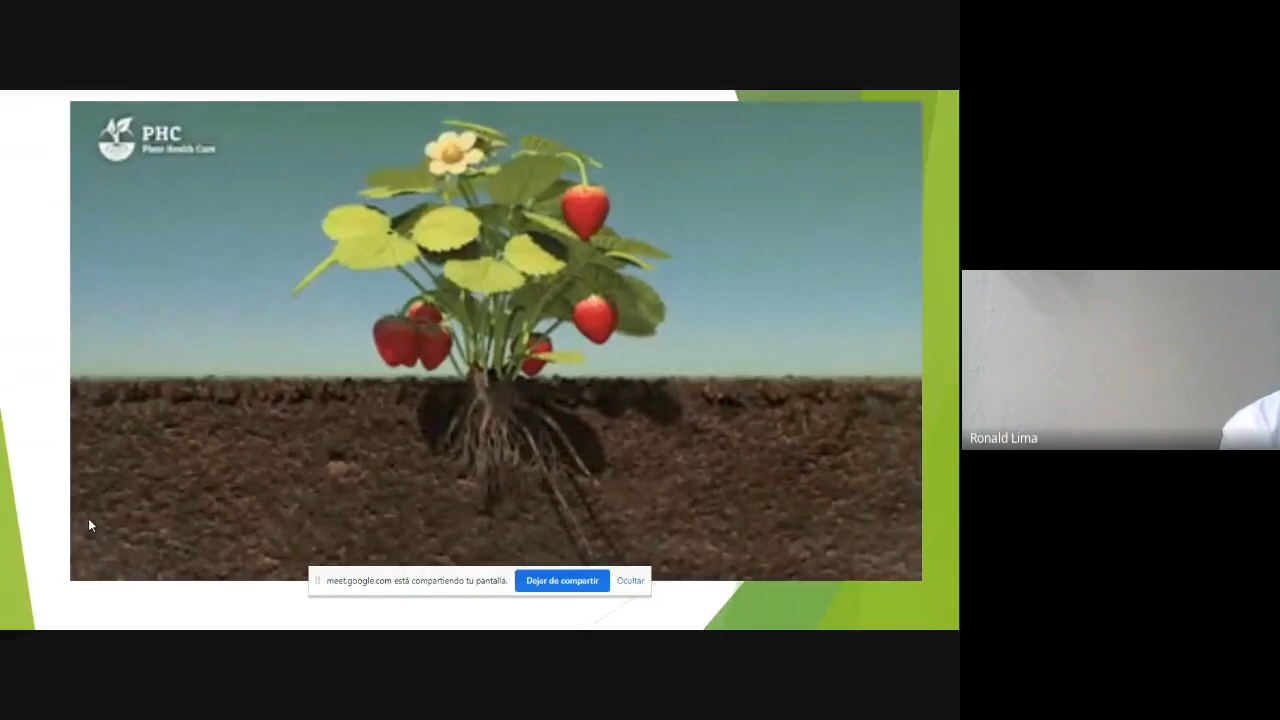 PHC
Plant Health Care
meet.google.com está compartiendo tu pantalla.
Dejar de compartir
Ocultar
Ronald Lima